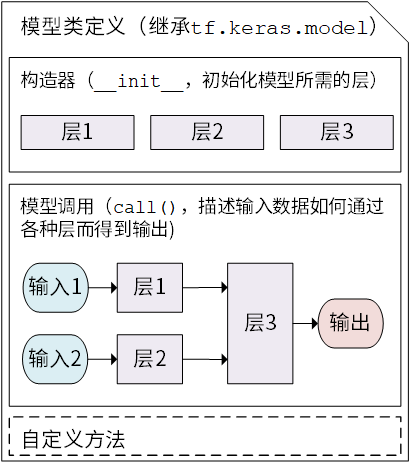 模型类定义（继承tf.keras.model）
构造器（__init__，初始化模型所需的层）
层1 层2 层3
模型调用（call()，描述输入数据如何通过
各种层而得到输出)
输入1 层1
层3 输出
输入2 层2
自定义方法